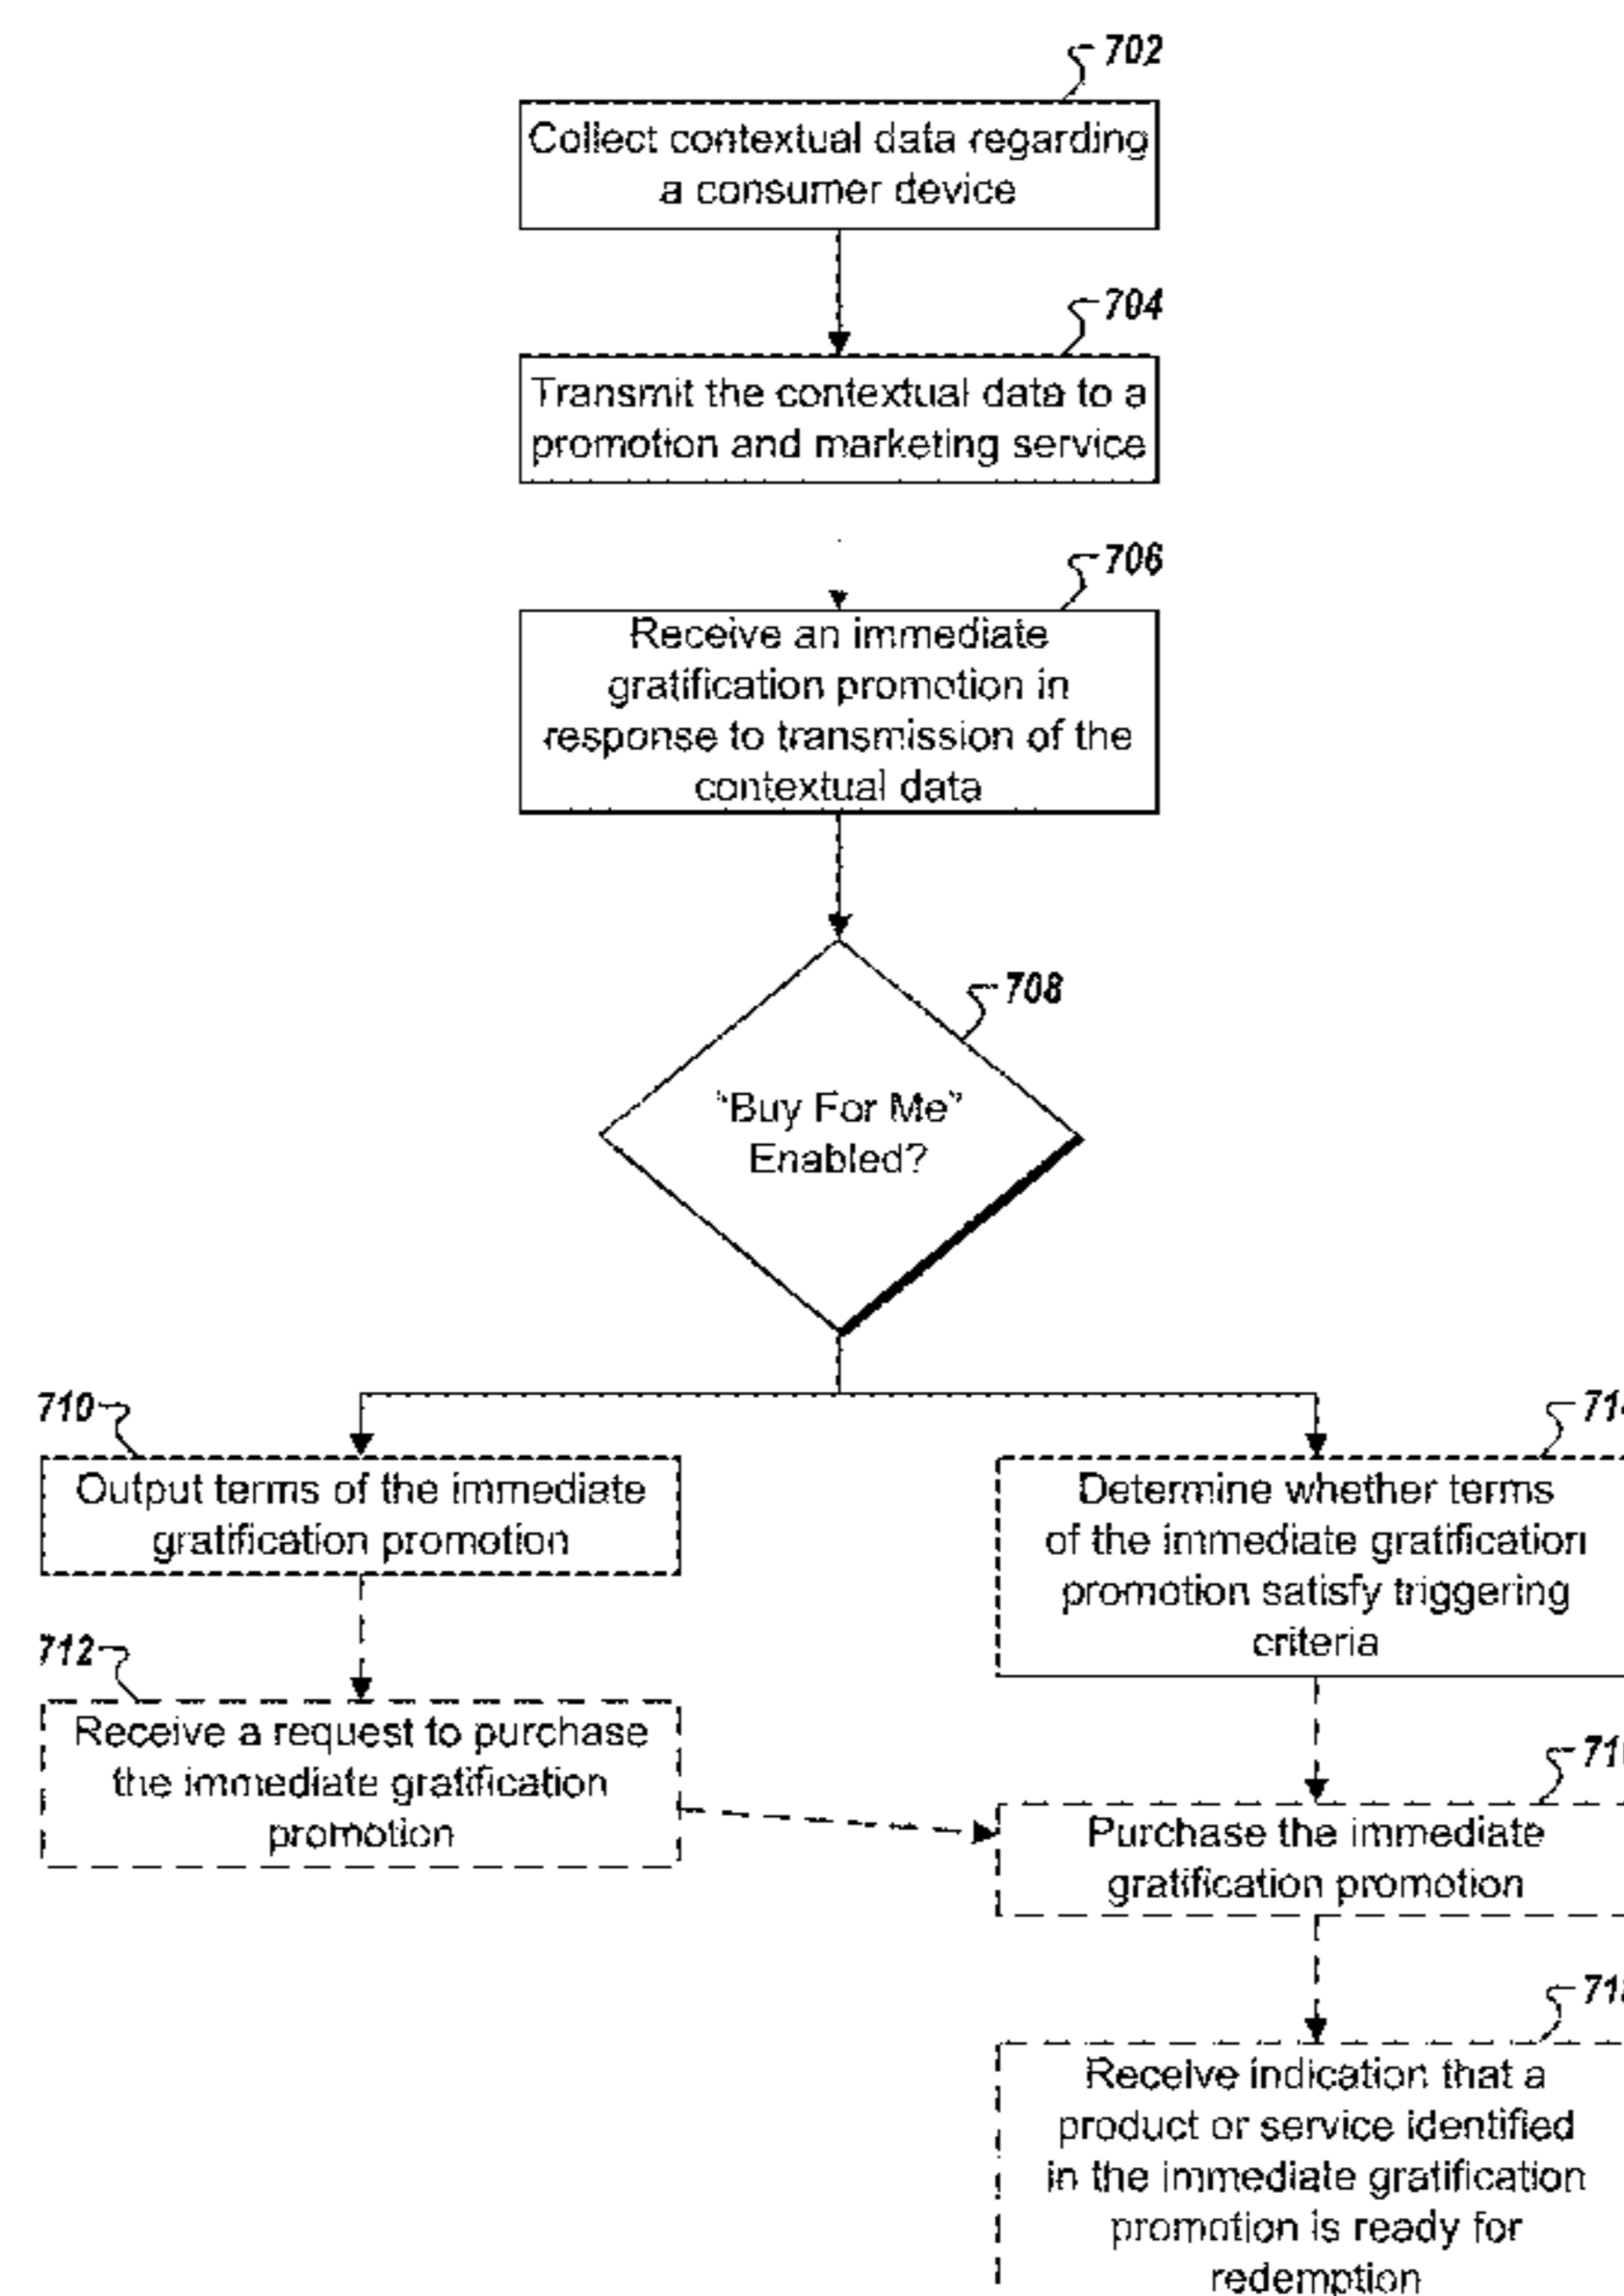 702
Collect contextual data regarding
a consumer device
704
Transmit the contextual data to a
promotion and marketing service
706
Receive an immediate
gratification promotion in
response to transmission of the
contextual data
708
"Buy For Me"
Enabled?
710
Output terms of the immediate
gratification promotion
714
Determine whether terms
of the immediate gratification
promotion satisfy triggering
criteria
712
Receive a request to purchase
the immediate gratification
promotion
Purchase the immediate
gratification promotion
Receive indication that a
product or service identified
in the immediate gratification
promotion is ready for
redemption